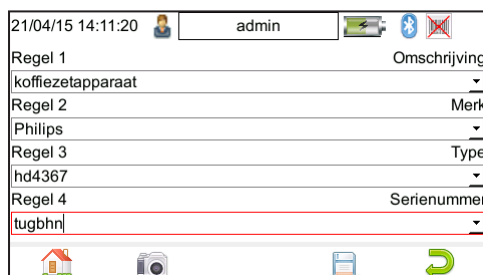 21/04/15 14:11:20 admin
Regel 1 Omschrijving
koffiezetapparaat
Regel 2 Merk
Philips
Regel 3 Type
hd4367
Regel 4 Serienummer
tugbhn